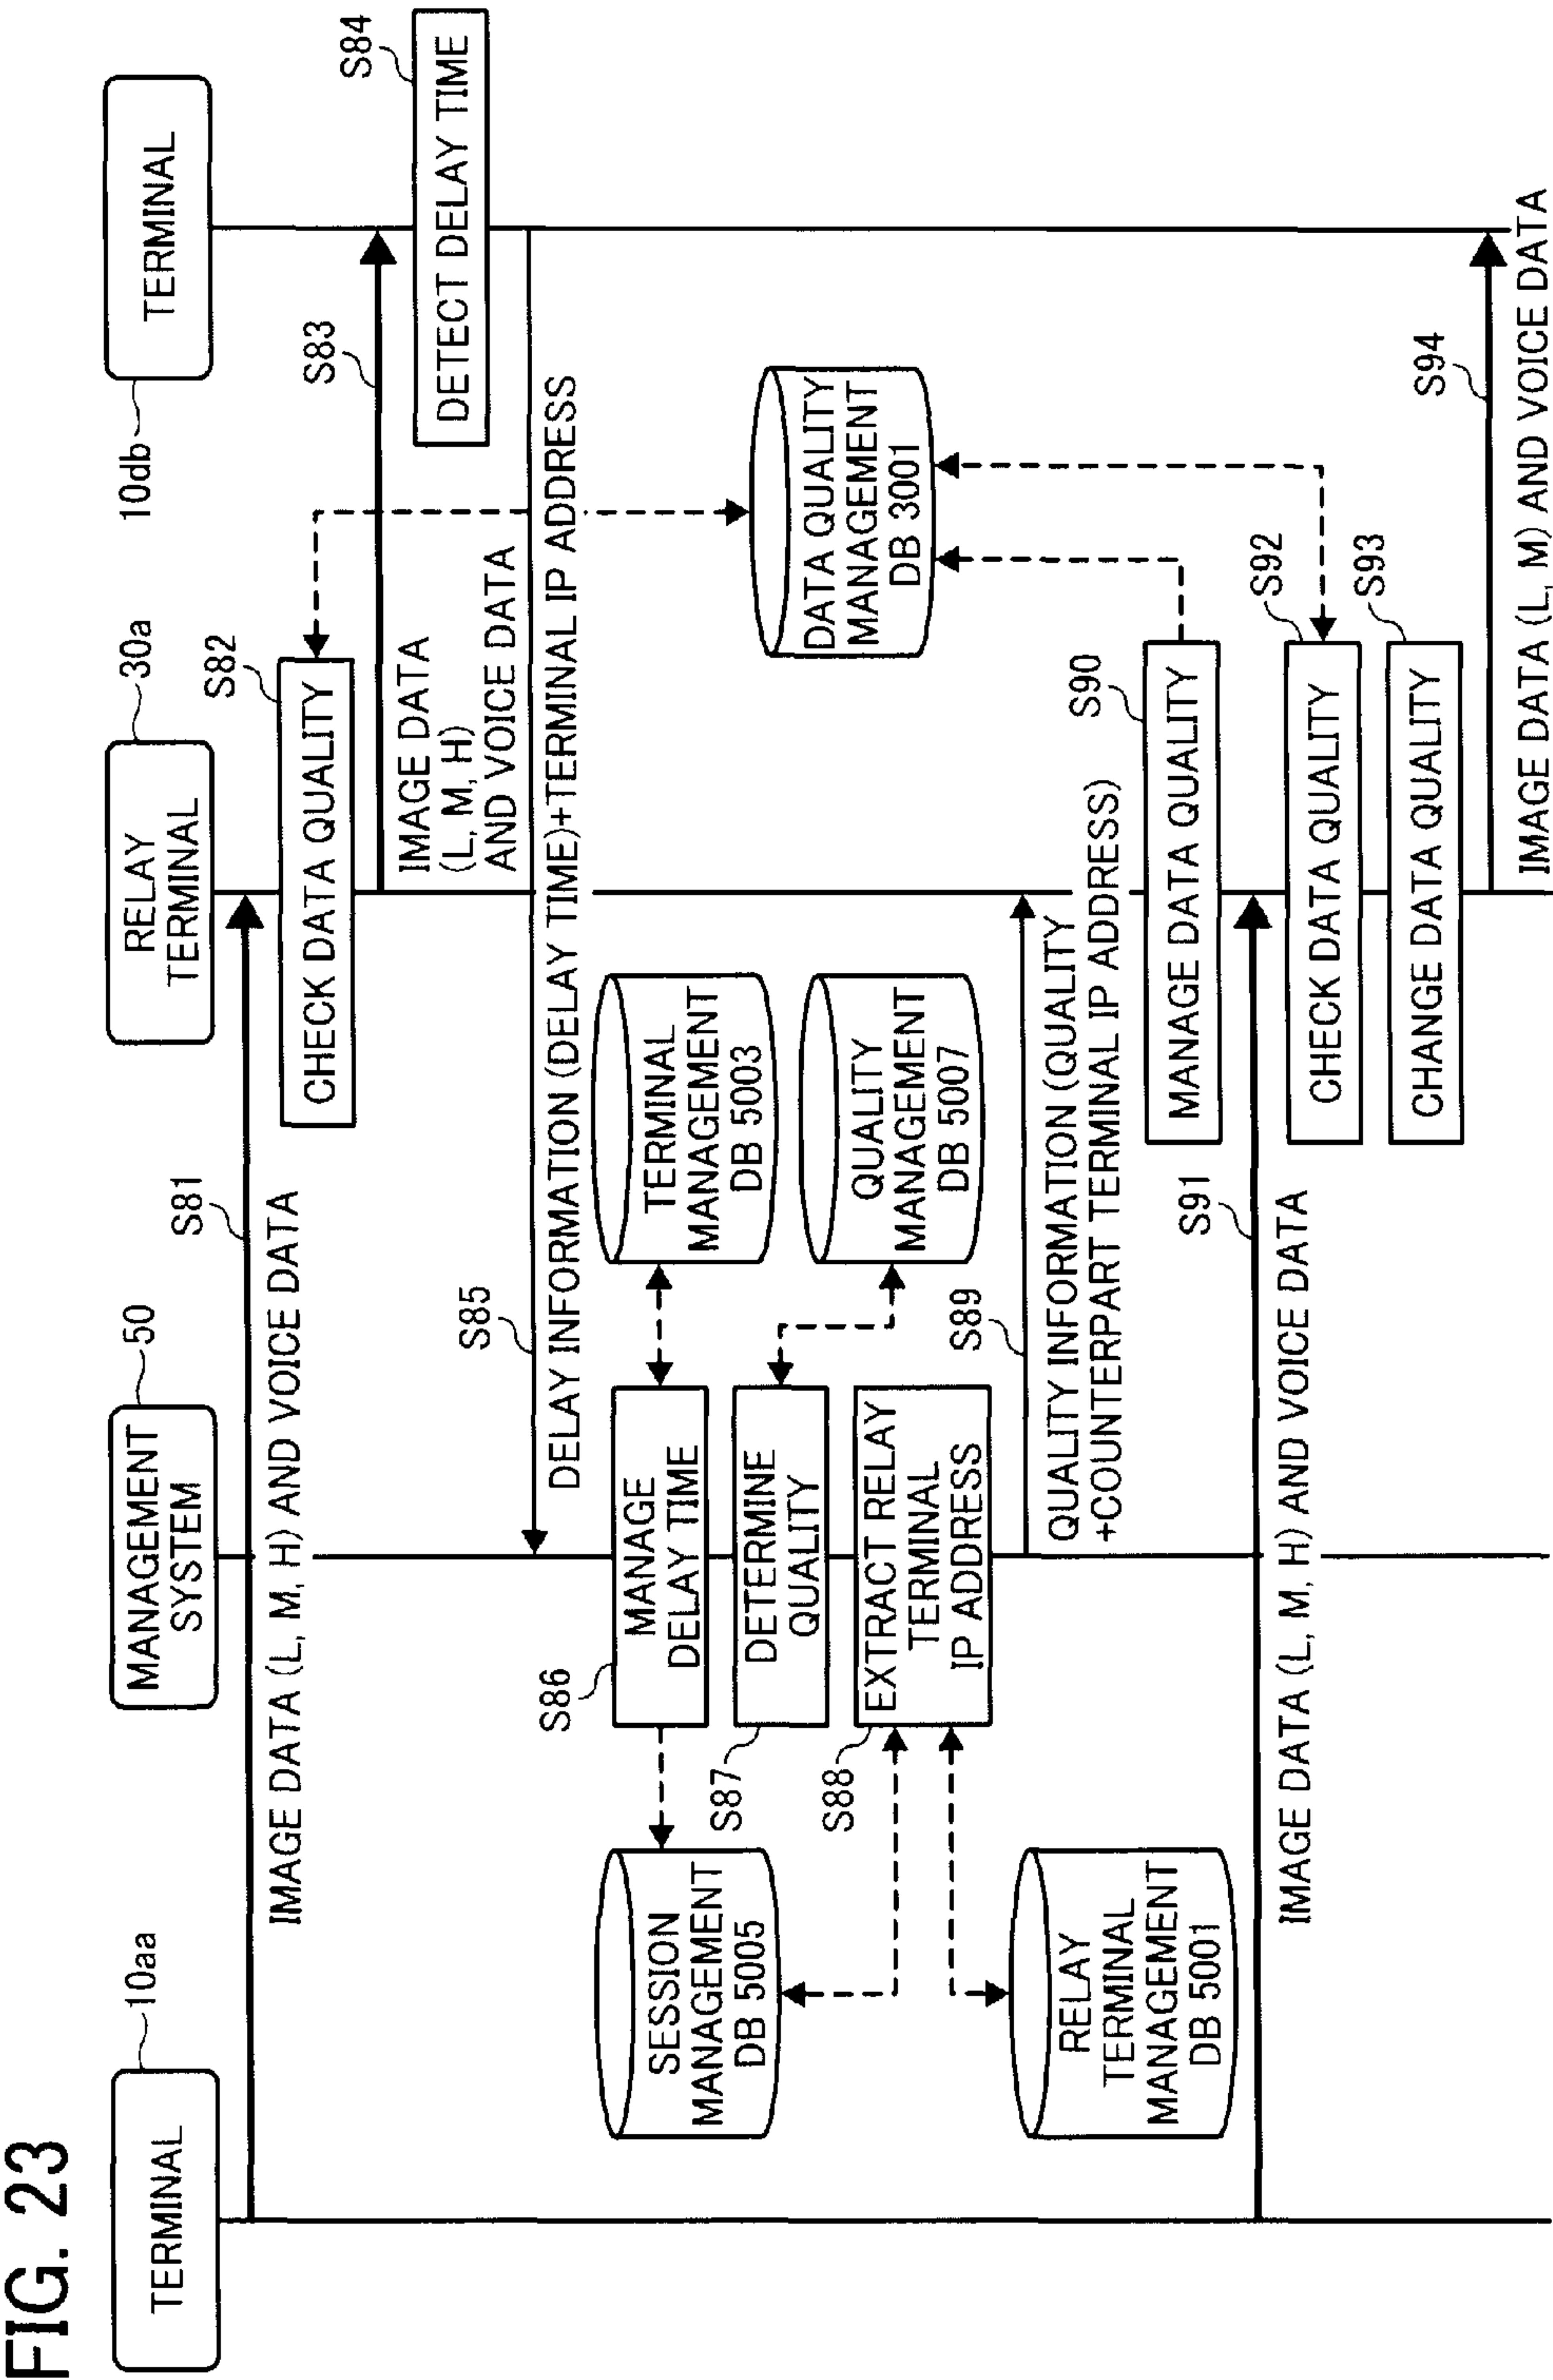 FIG. 23
TERMINAL
10aa
MANAGEMENT
SYSTEM
50
RELAY
TERMINAL
30a
TERMINAL
10db
S81
IMAGE DATA (L, M, H) AND VOICE DATA
S82
CHECK DATA QUALITY
S83
IMAGE DATA
(L, M, H)
AND VOICE DATA
S84
DETECT DELAY TIME
S85
DELAY INFORMATION (DELAY TIME)+TERMINAL IP ADDRESS
S86
MANAGE
DELAY TIME
SESSION
MANAGEMENT
DB 5005
TERMINAL
MANAGEMENT
DB 5003
DATA QUALITY
MANAGEMENT
DB 3001
S87
DETERMINE
QUALITY
QUALITY
MANAGEMENT
DB 5007
S88
EXTRACT RELAY
TERMINAL
IP ADDRESS
RELAY
TERMINAL
MANAGEMENT
DB 5001
S89
QUALITY INFORMATION (QUALITY
+COUNTERPART TERMINAL IP ADDRESS)
S90
MANAGE DATA QUALITY
S91
IMAGE DATA (L, M, H) AND VOICE DATA
S92
CHECK DATA QUALITY
S93
CHANGE DATA QUALITY
S94
IMAGE DATA (L, M) AND VOICE DATA